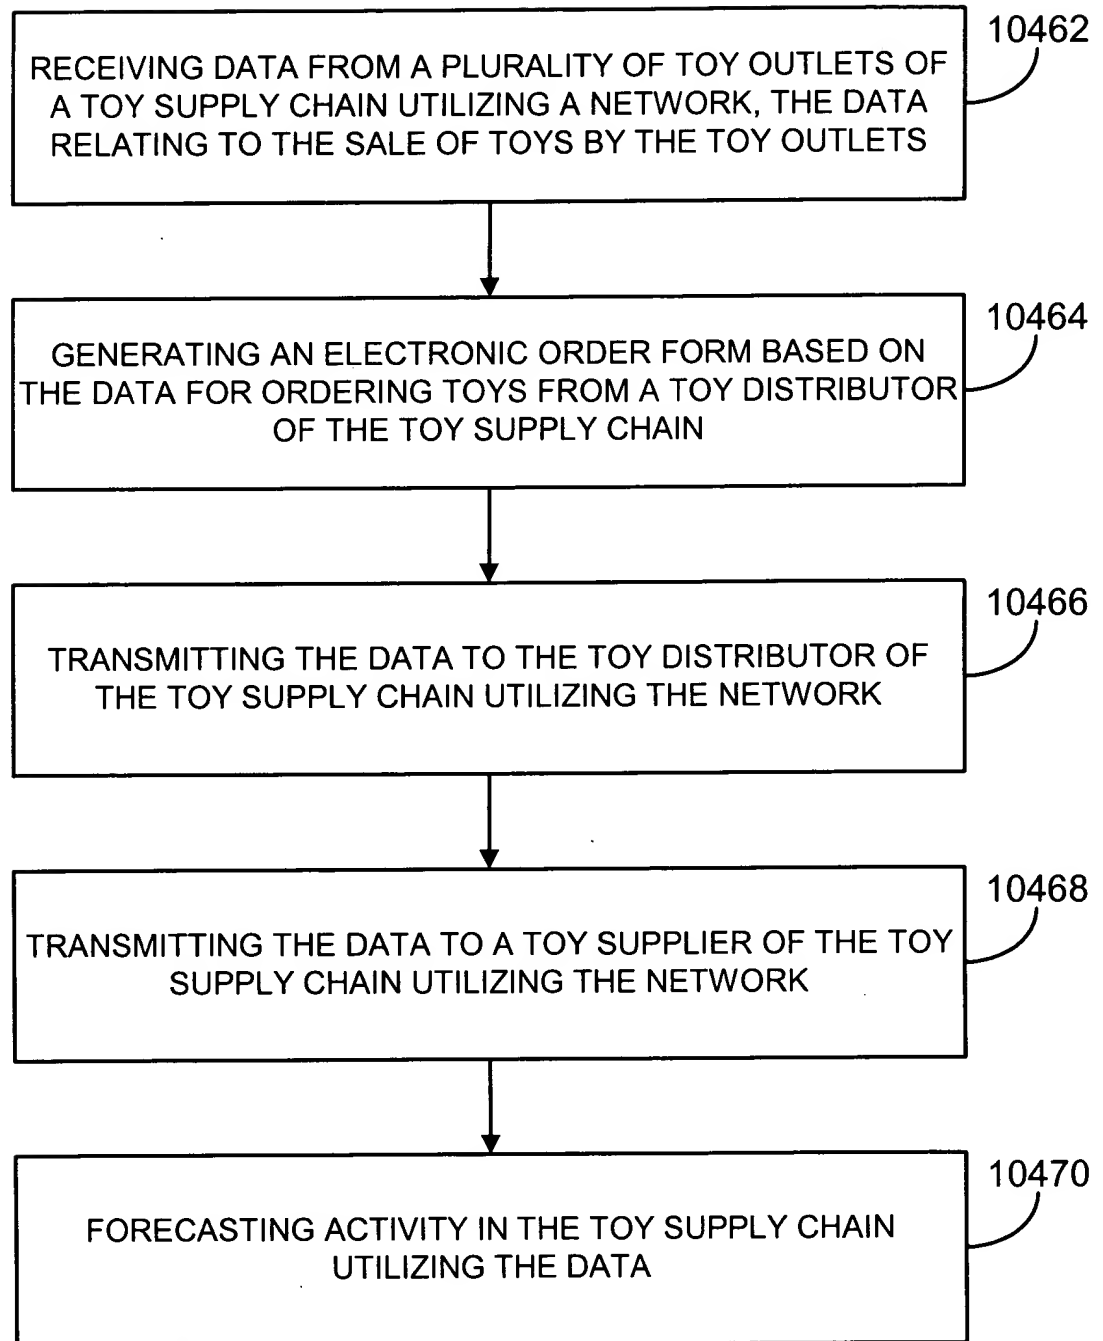 10462
RECEIVING DATA FROM A PLURALITY OF TOY OUTLETS OF
A TOY SUPPLY CHAIN UTILIZING A NETWORK, THE DATA
RELATING TO THE SALE OF TOYS BY THE TOY OUTLETS
10464
GENERATING AN ELECTRONIC ORDER FORM BASED ON
THE DATA FOR ORDERING TOYS FROM A TOY DISTRIBUTOR
OF THE TOY SUPPLY CHAIN
10466
TRANSMITTING THE DATA TO THE TOY DISTRIBUTOR OF
THE TOY SUPPLY CHAIN UTILIZING THE NETWORK
10468
TRANSMITTING THE DATA TO A TOY SUPPLIER OF THE TOY
SUPPLY CHAIN UTILIZING THE NETWORK
10470
FORECASTING ACTIVITY IN THE TOY SUPPLY CHAIN
UTILIZING THE DATA